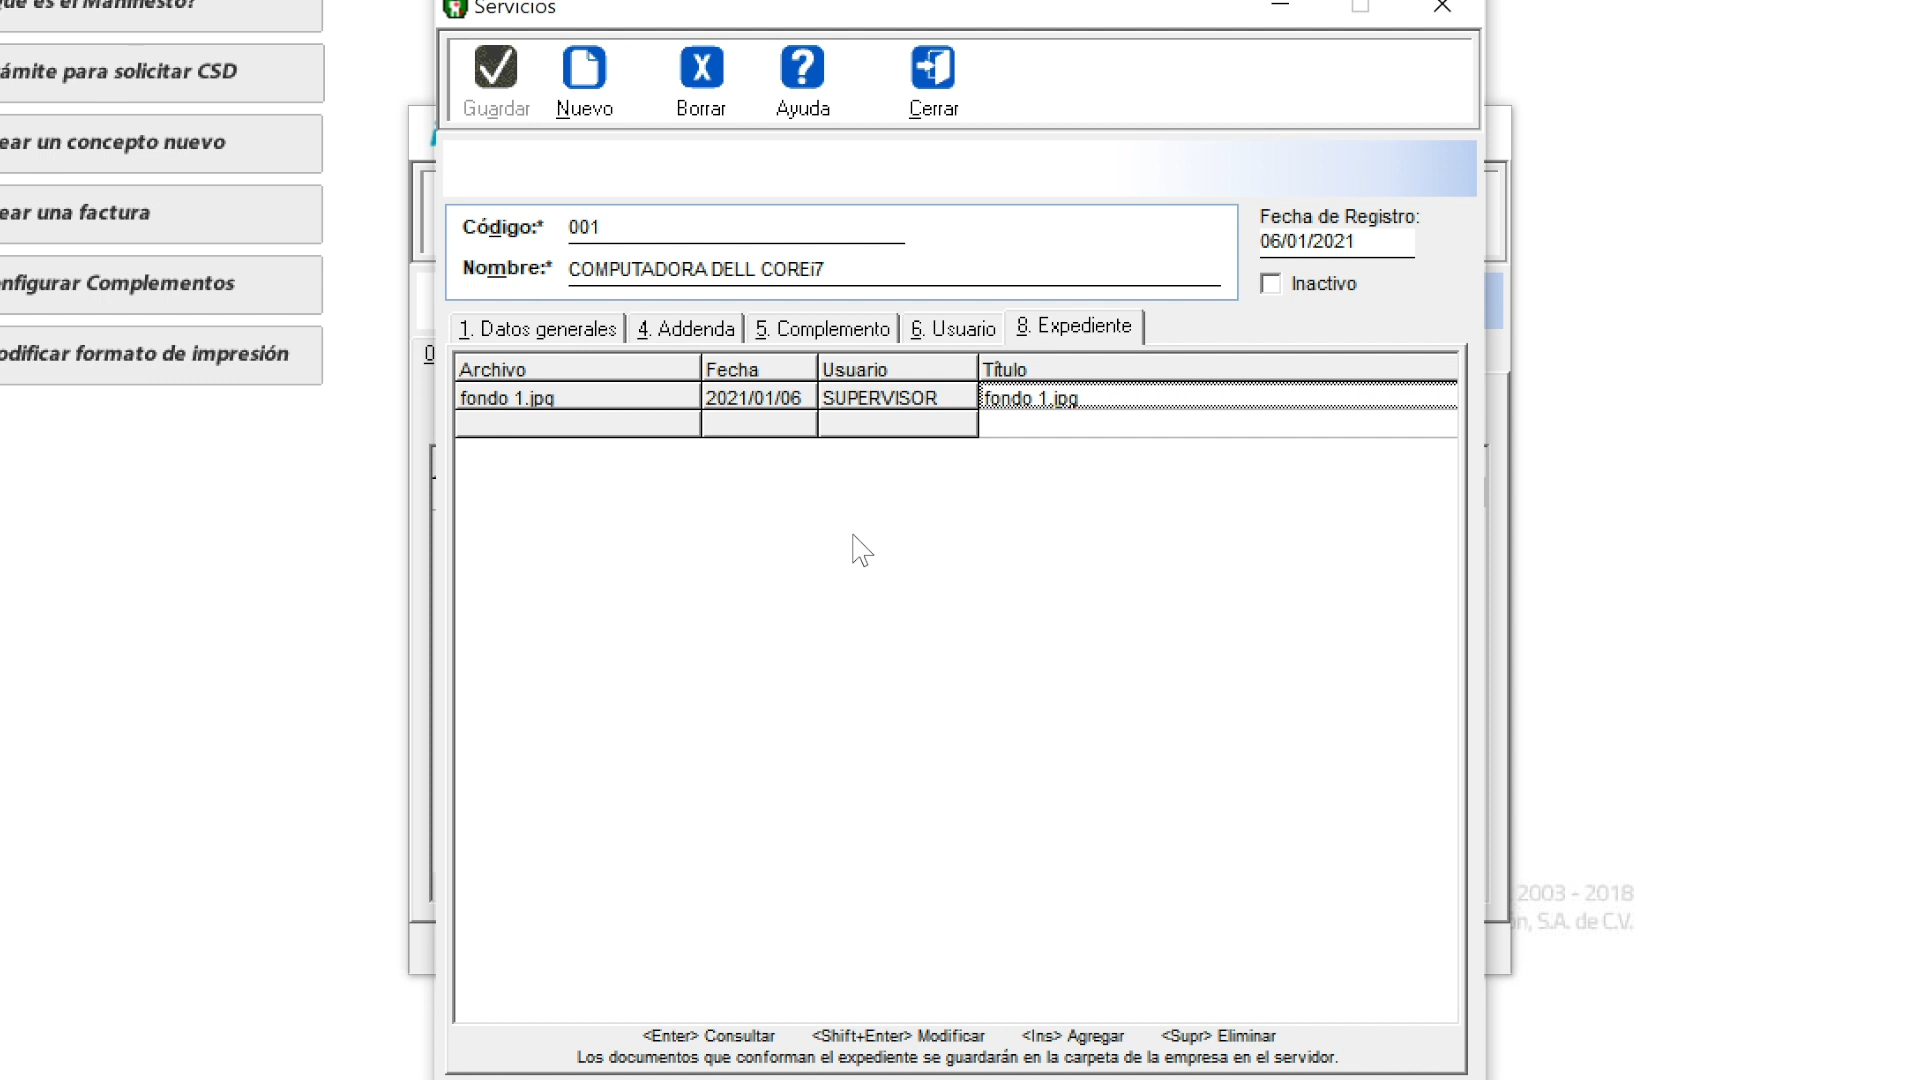 es el Manifiesto?
ámite para solicitar CSD
ear un concepto nuevo
ear una factura
nfigurar Complementos
odificar formato de impresión
Servicios
Guardar Nuevo Borrar Ayuda Cerrar
Código:* 001
Nombre:* COMPUTADORA DELL COREi7
Fecha de Registro:
06/01/2021
Inactivo
1. Datos generales 4. Addenda 5. Complemento 6. Usuario 8. Expediente
Archivo Fecha Usuario Título
fondo 1.jpg 2021/01/06 SUPERVISOR fondo 1.jpg
2003 - 2018
ón, S.A. de C.V.
<Enter> Consultar <Shift+Enter> Modificar <Ins> Agregar <Supr> Eliminar
Los documentos que conforman el expediente se guardarán en la carpeta de la empresa en el servidor.